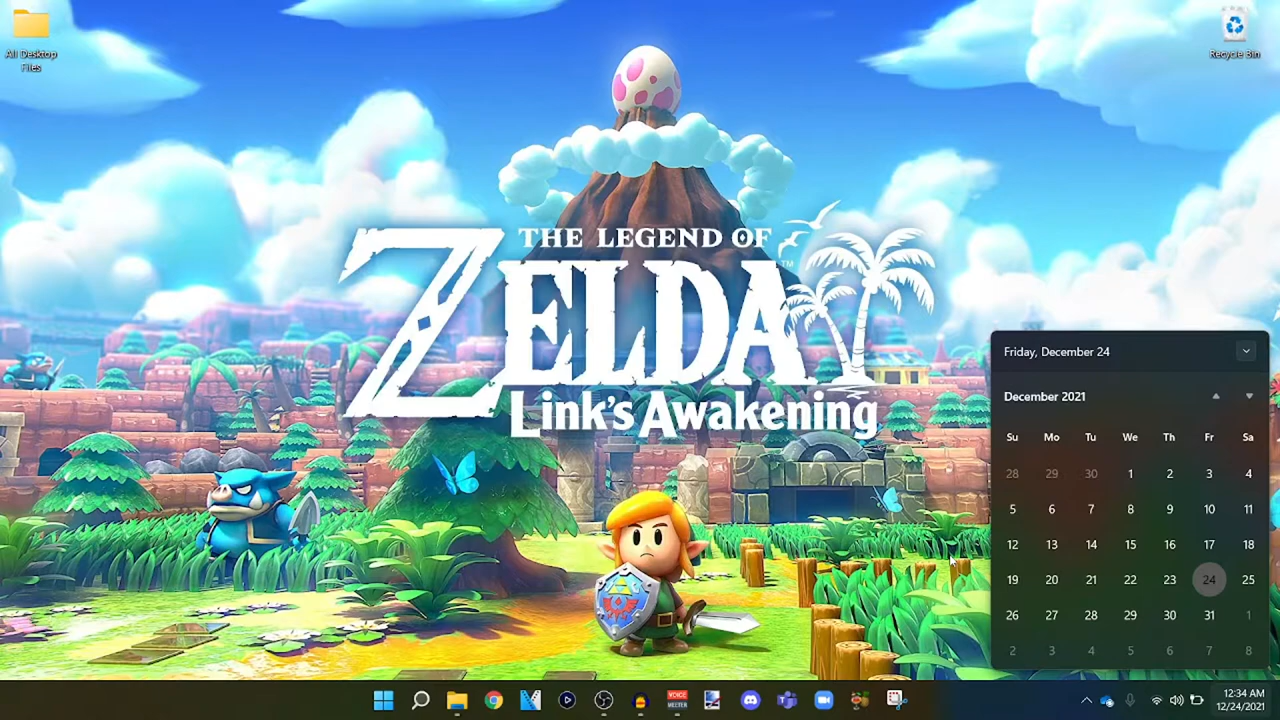 All Desktop
Files
Recycle Bin
THE LEGEND OF
ZELDA
TM
Link's Awakening
Friday, December 24
December 2021
Su Mo Tu We Th Fr Sa
28 29 30 1 2 3 4
5 6 7 8 9 10 11
12 13 14 15 16 17 18
19 20 21 22 23 24 25
26 27 28 29 30 31 1
2 3 4 5 6 7 8
VOICE
MEETER
12:34 AM
12/24/2021